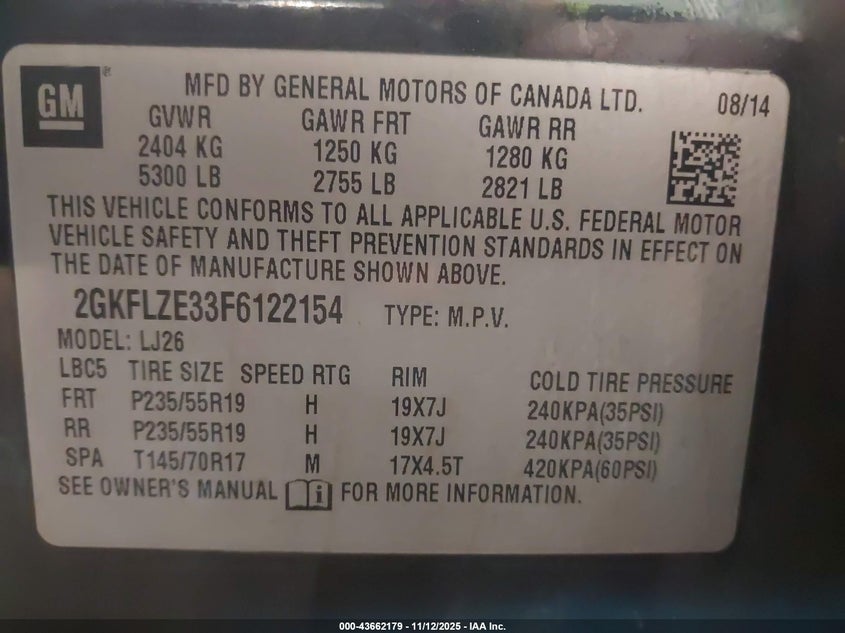 GM ®
MFD BY GENERAL MOTORS OF CANADA LTD. 08/14
GVWR GAWR FRT GAWR RR
2404 KG 1250 KG 1280 KG
5300 LB 2755 LB 2821 LB
THIS VEHICLE CONFORMS TO ALL APPLICABLE U.S. FEDERAL MOTOR
VEHICLE SAFETY AND THEFT PREVENTION STANDARDS IN EFFECT ON
THE DATE OF MANUFACTURE SHOWN ABOVE.
2GKFLZE33F6122154 TYPE: M.P.V.
MODEL: LJ26
LBC5 TIRE SIZE SPEED RTG RIM COLD TIRE PRESSURE
FRT P235/55R19 H 19X7J 240KPA(35PSI)
RR P235/55R19 H 19X7J 240KPA(35PSI)
SPA T145/70R17 M 17X4.5T 420KPA(60PSI)
SEE OWNER'S MANUAL i FOR MORE INFORMATION.
000-43662179 - 11/12/2025 - IAA Inc.